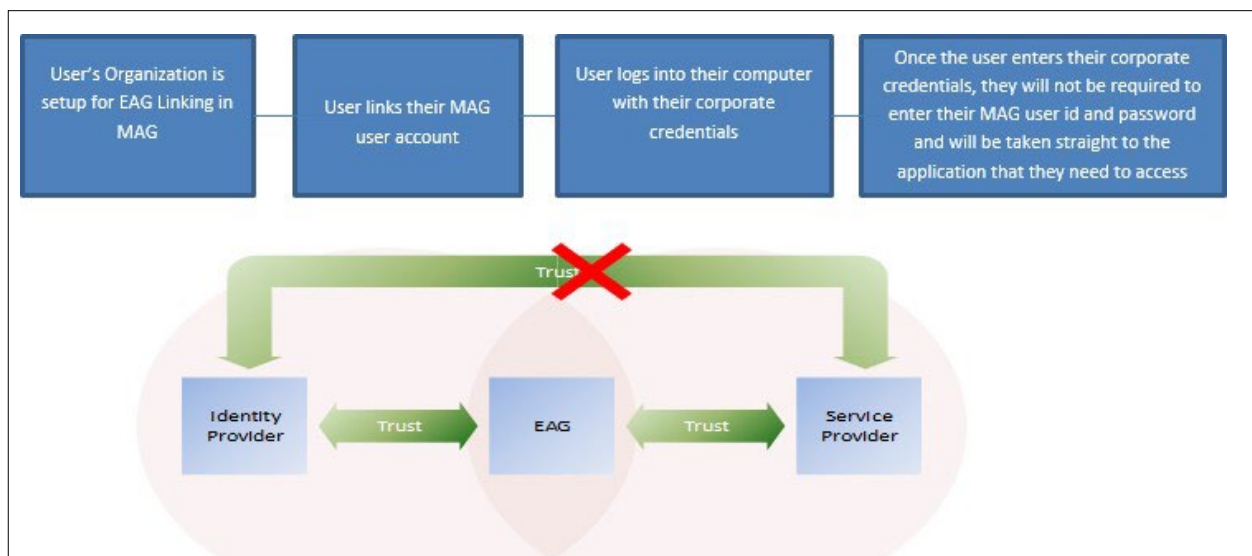 User's Organization is
setup for EAG Linking in
MAG
User links their MAG
user account
User logs into their computer
with their corporate
credentials
Once the user enters their corporate
credentials, they will not be required to
enter their MAG user id and password
and will be taken straight to the
application that they need to access
Trust
Identity
Provider
Trust
EAG
Trust
Service
Provider